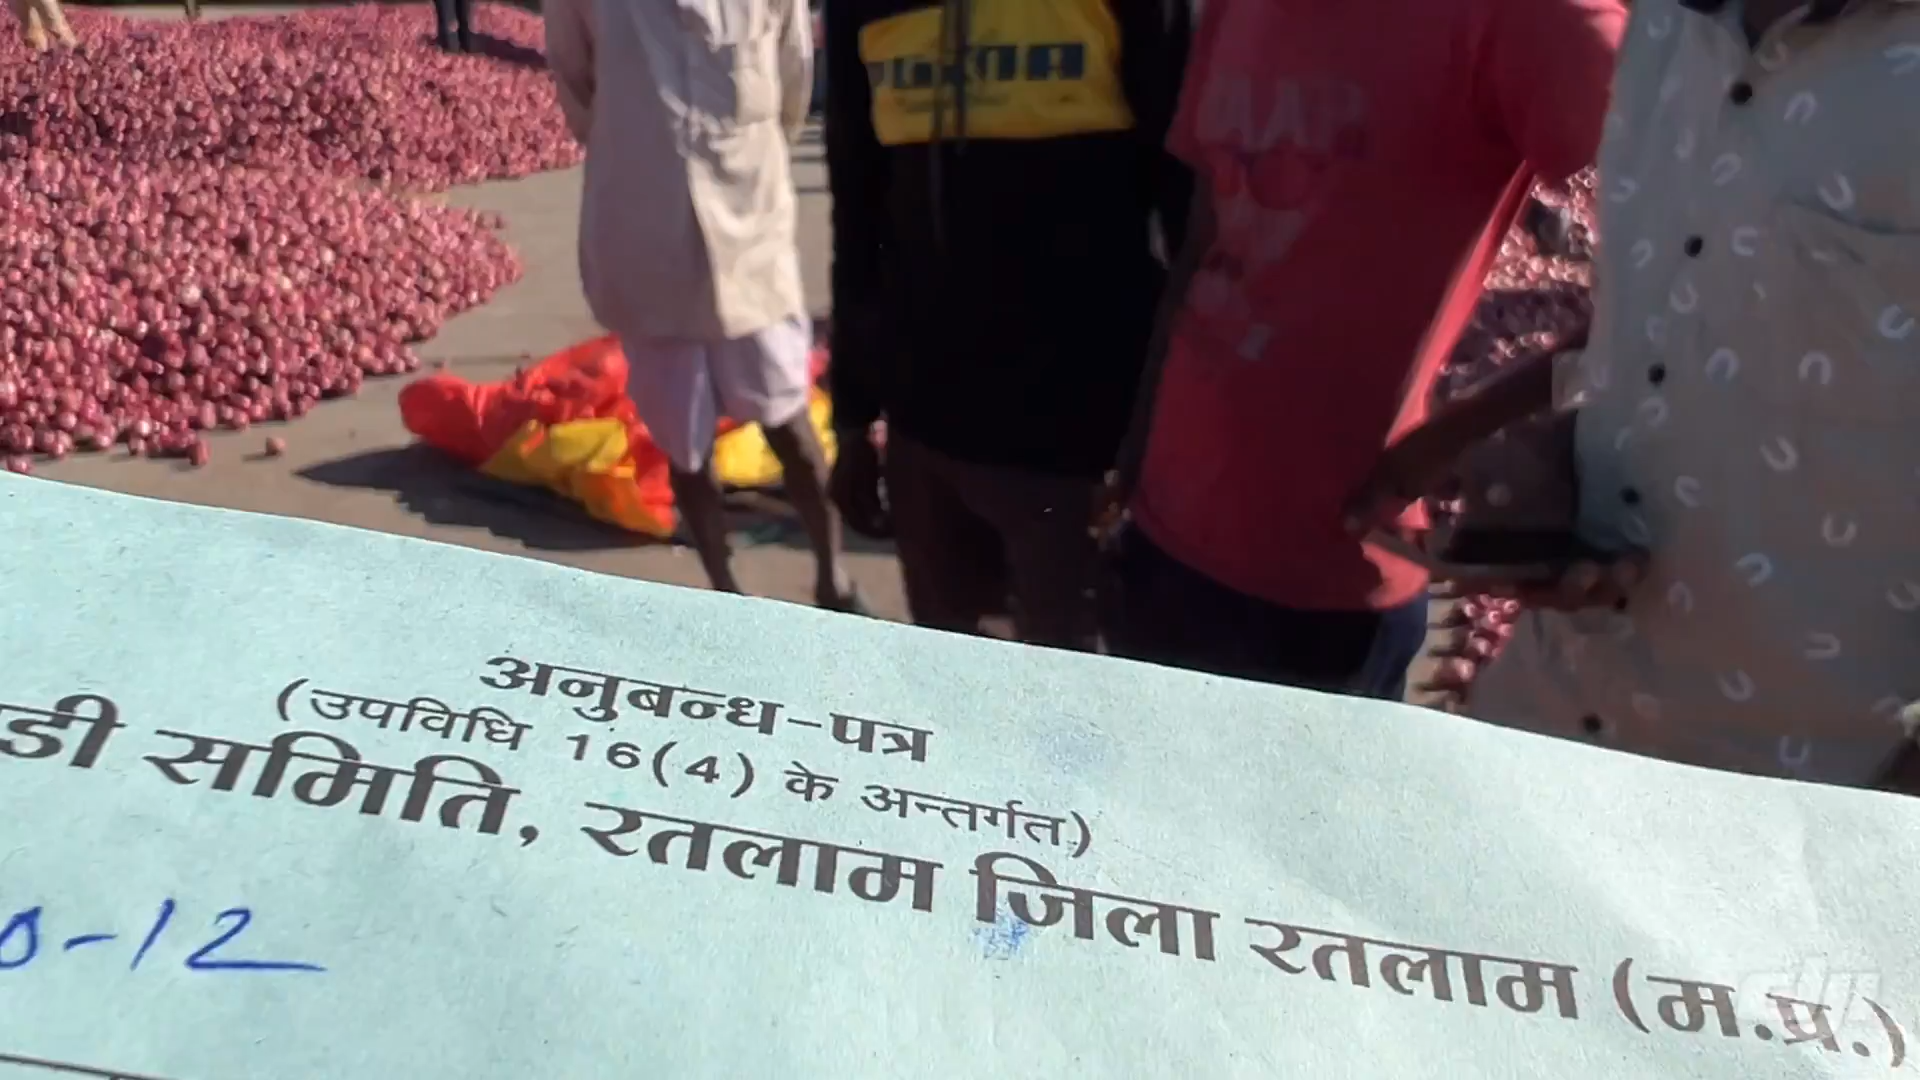 अनुबन्ध-पत्र
(उपविधि 16(4) के अन्तर्गत)
डी समिति, रतलाम जिला रतलाम (म.प्र.)
0-12